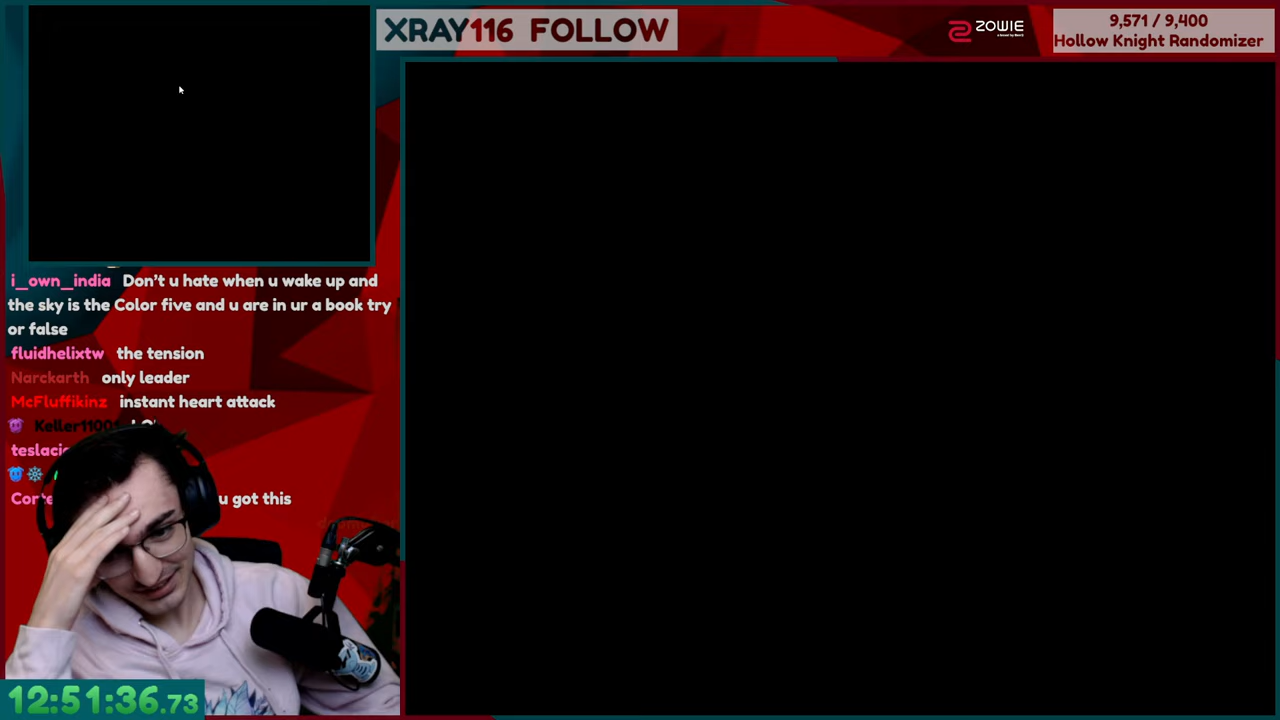 XRAY116 FOLLOW
ZOWIE
9,571 / 9,400
Hollow Knight Randomizer
i_own_india Don't u hate when u wake up and
the sky is the Color five and u are in ur a book try
or false
fluidhelixtw the tension
Narckarth only leader
McFluffikinz instant heart attack
u got this
12:51:36.73